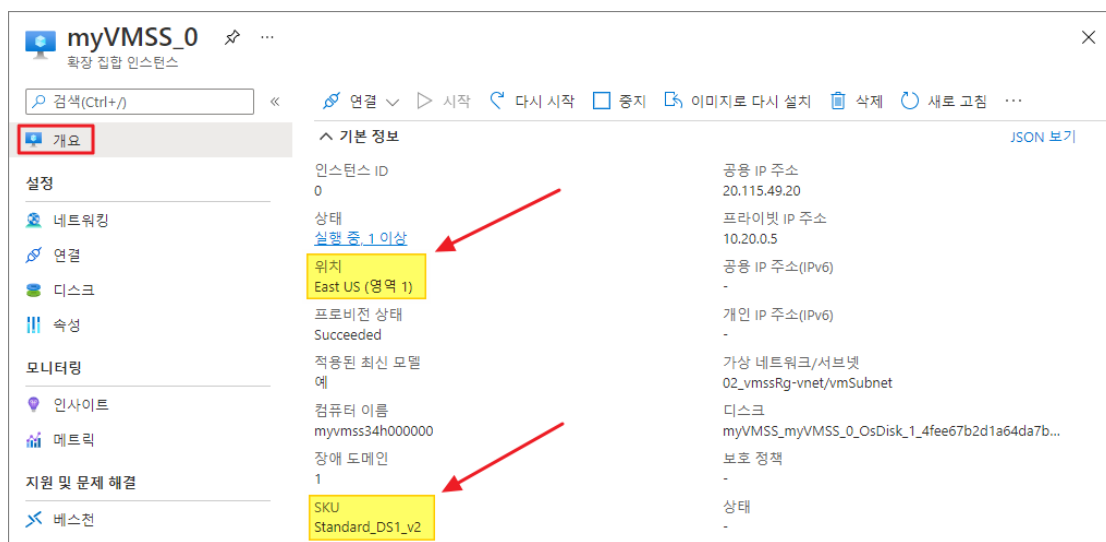 myVMSS_0
확장 집합 인스턴스
검색(Ctrl+/)
개요
설정
네트워킹
연결
디스크
속성
모니터링
인사이트
메트릭
지원 및 문제 해결
베스천
연결
시작
다시 시작
중지
이미지로 다시 설치
삭제
새로 고침
기본 정보
JSON 보기
인스턴스 ID
0
상태
실행 중, 1 이상
위치
East US (영역 1)
프로비전 상태
Succeeded
적용된 최신 모델
예
컴퓨터 이름
myvmss34h000000
장애 도메인
1
SKU
Standard_DS1_v2
공용 IP 주소
20.115.49.20
프라이빗 IP 주소
10.20.0.5
공용 IP 주소(IPv6)
-
개인 IP 주소(IPv6)
-
가상 네트워크/서브넷
02_vmssRg-vnet/vmSubnet
디스크
myVMSS_myVMSS_0_OsDisk_1_4fee67b2d1a64da7b...
보호 정책
-
상태
-